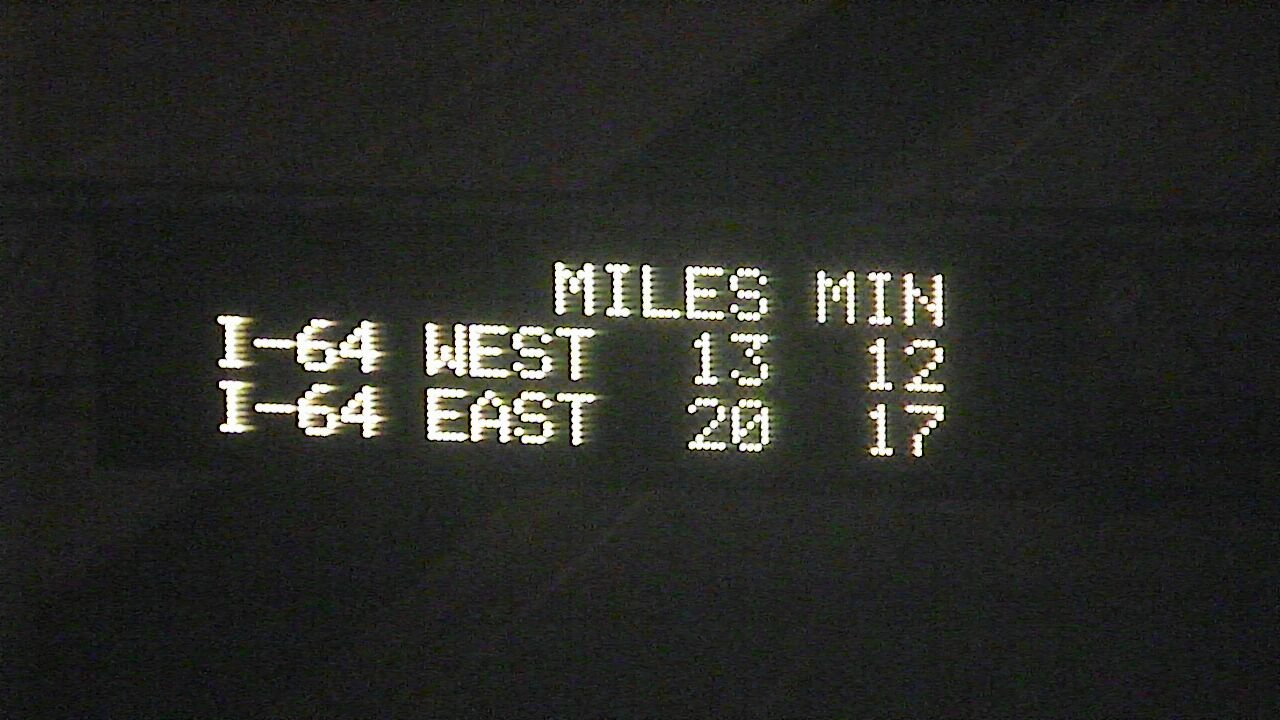 MILES MIN
I-64 WEST 13 12
I-64 EAST 20 17